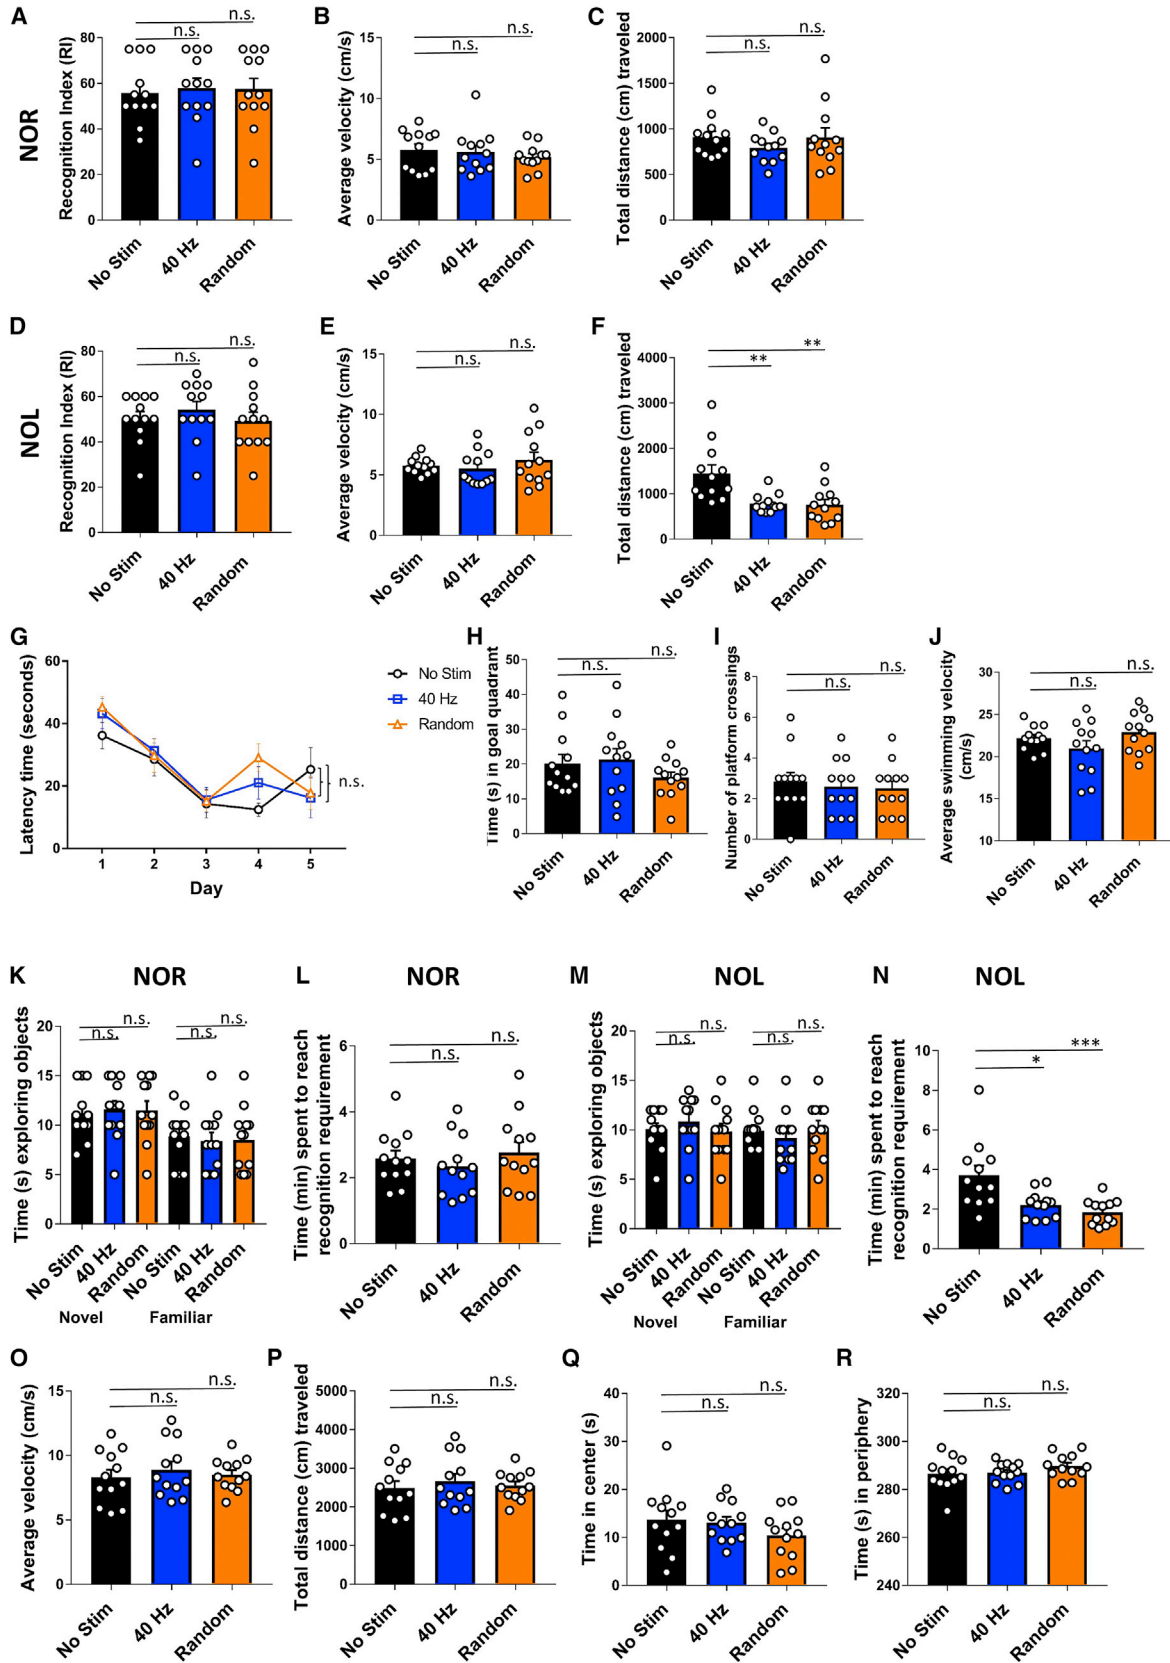 A
B
C
NOR
Recognition Index (RI)
80
60
40
20
0
n.s.
n.s.
No Stim
40 Hz
Random
Average velocity (cm/s)
15
10
5
0
n.s.
n.s.
No Stim
40 Hz
Random
Total distance (cm) traveled
2000
1500
1000
500
0
n.s.
n.s.
No Stim
40 Hz
Random
D
E
F
NOL
Recognition Index (RI)
80
60
40
20
0
n.s.
n.s.
No Stim
40 Hz
Random
Average velocity (cm/s)
15
10
5
0
n.s.
n.s.
No Stim
40 Hz
Random
Total distance (cm) traveled
4000
3000
2000
1000
0
**
**
No Stim
40 Hz
Random
G
Latency time (seconds)
60
40
20
0
1 2 3 4 5
Day
n.s.
No Stim
40 Hz
Random
H
Time (s) in goal quadrant
50
40
30
20
10
0
n.s.
n.s.
No Stim
40 Hz
Random
I
Number of platform crossings
8
6
4
2
0
n.s.
n.s.
No Stim
40 Hz
Random
J
Average swimming velocity
(cm/s)
30
25
20
15
10
n.s.
n.s.
No Stim
40 Hz
Random
K
NOR
Time (s) exploring objects
20
15
10
5
0
n.s.
n.s.
n.s.
n.s.
No Stim
40 Hz
Random
No Stim
40 Hz
Random
Novel
Familiar
L
NOR
Time (min) spent to reach
recognition requirement
6
4
2
0
n.s.
n.s.
No Stim
40 Hz
Random
M
NOL
Time (s) exploring objects
20
15
10
5
0
n.s.
n.s.
n.s.
n.s.
No Stim
40 Hz
Random
No Stim
40 Hz
Random
Novel
Familiar
N
NOL
Time (min) spent to reach
recognition requirement
10
8
6
4
2
0
***
*
No Stim
40 Hz
Random
O
Average velocity (cm/s)
15
10
5
0
n.s.
n.s.
No Stim
40 Hz
Random
P
Total distance (cm) traveled
5000
4000
3000
2000
1000
0
n.s.
n.s.
No Stim
40 Hz
Random
Q
Time in center (s)
40
30
20
10
0
n.s.
n.s.
No Stim
40 Hz
Random
R
Time (s) in periphery
320
300
280
260
240
n.s.
n.s.
No Stim
40 Hz
Random